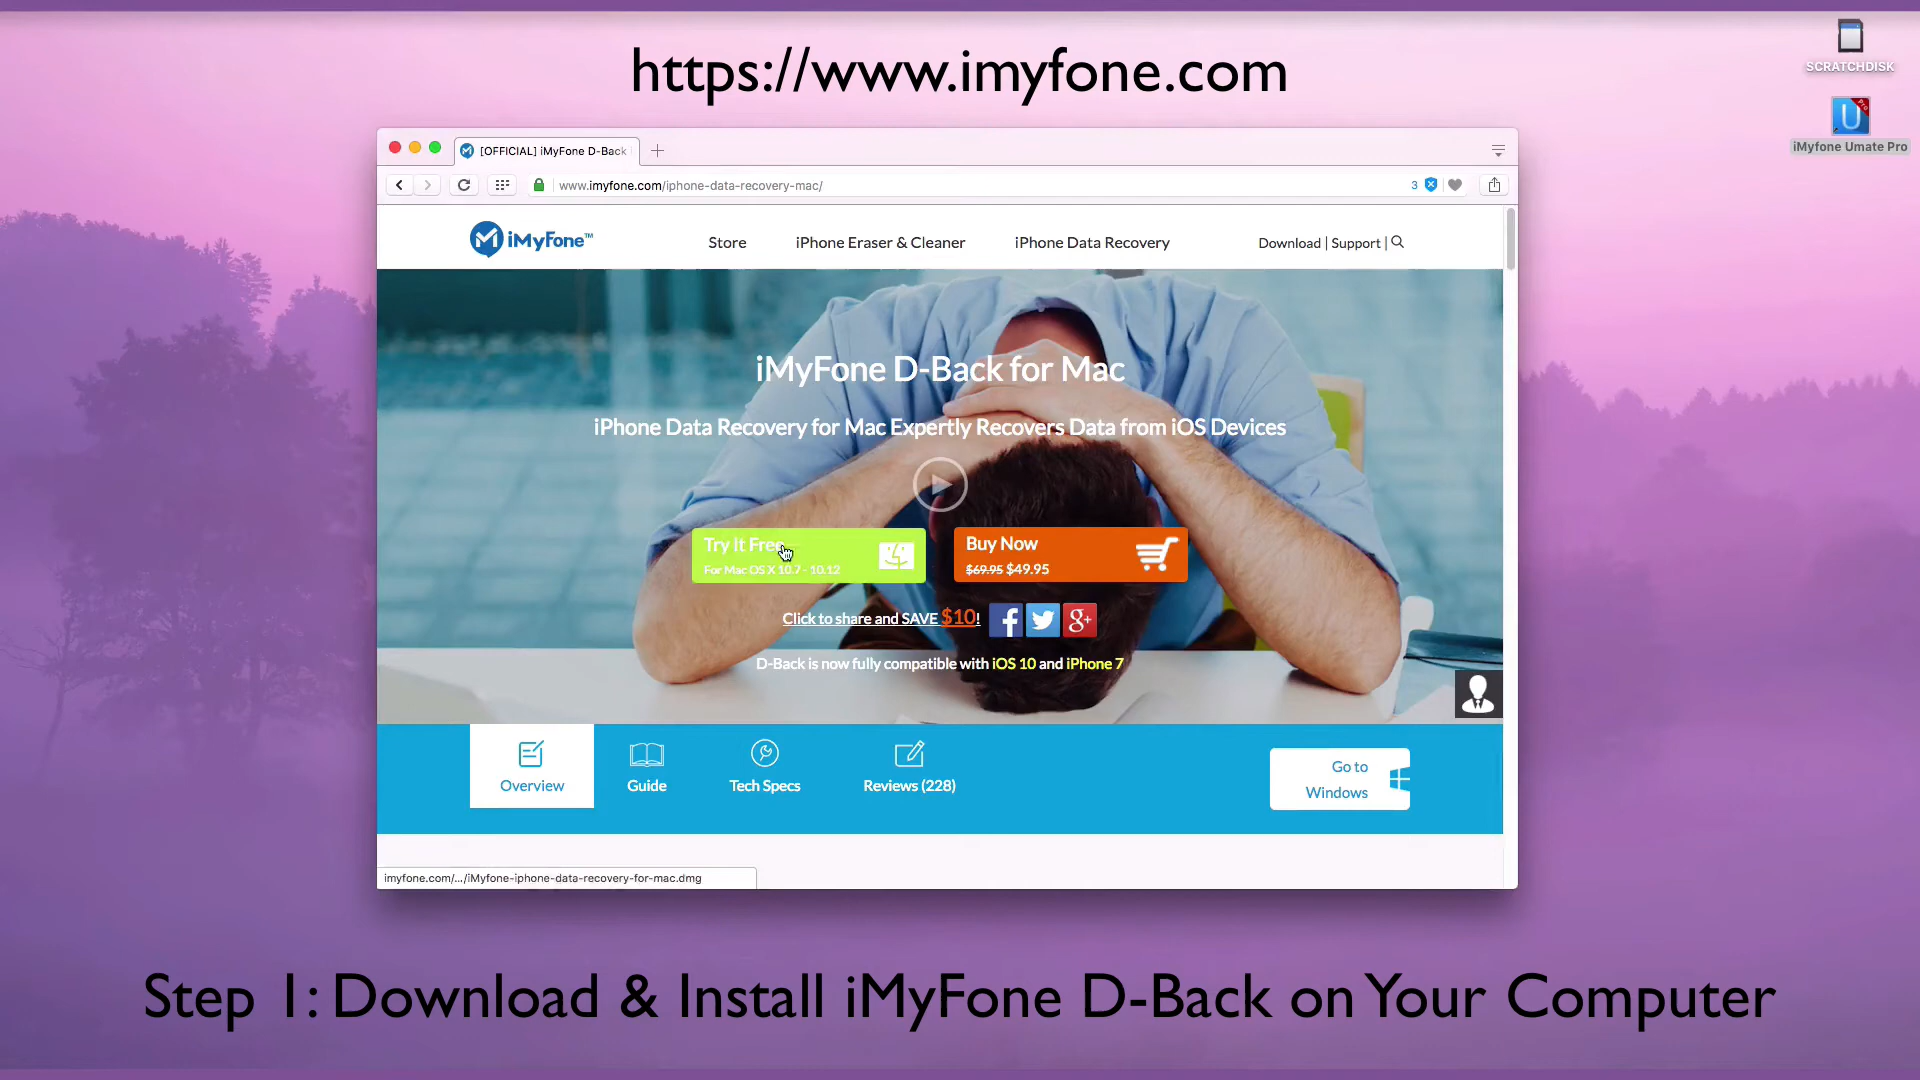 https://www.imyfone.com
SCRATCHDISK
iMyfone Umate Pro
[OFFICIAL] iMyFone D-Back
www.imyfone.com/iphone-data-recovery-mac/
3
iMyFone™
Store
iPhone Eraser & Cleaner
iPhone Data Recovery
Download | Support |
iMyFone D-Back for Mac
iPhone Data Recovery for Mac Expertly Recovers Data from iOS Devices
Try It Free
For Mac OS X 10.7 - 10.12
Buy Now
$69.95 $49.95
Click to share and SAVE $10!
D-Back is now fully compatible with iOS 10 and iPhone 7
Overview
Guide
Tech Specs
Reviews (228)
Go to
Windows
imyfone.com/.../iMyfone-iphone-data-recovery-for-mac.dmg
Step 1: Download & Install iMyFone D-Back on Your Computer